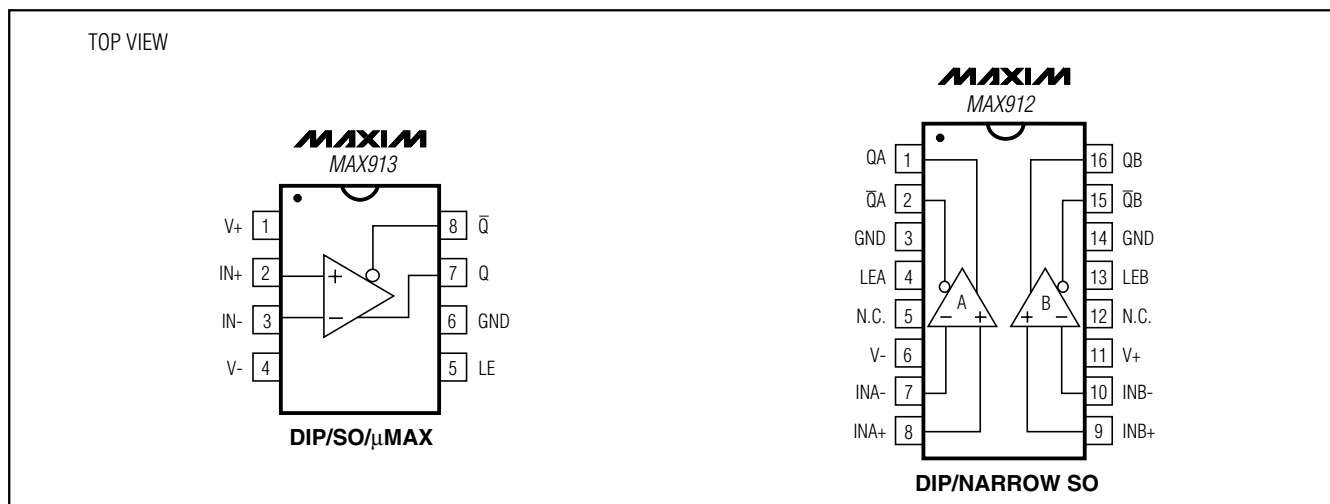 TOP VIEW
MAXIM
MAX913
V+ 1
IN+ 2
IN- 3
V- 4
8 Q̅
7 Q
6 GND
5 LE
+
−
DIP/SO/μMAX
MAXIM
MAX912
QA 1
Q̅A 2
GND 3
LEA 4
N.C. 5
V- 6
INA- 7
INA+ 8
16 QB
15 Q̅B
14 GND
13 LEB
12 N.C.
11 V+
10 INB-
9 INB+
A
− +
B
+ −
DIP/NARROW SO